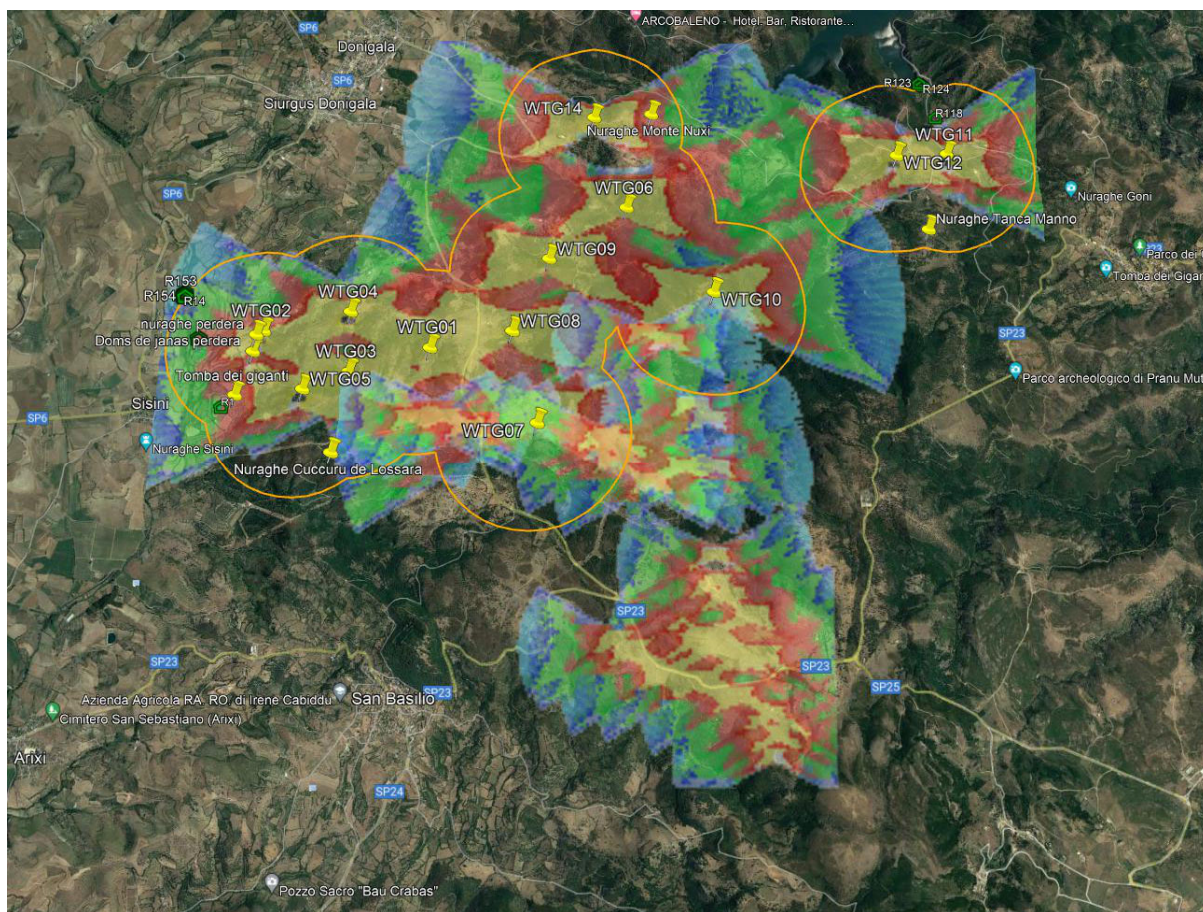 SP6
ARCOBALENO - Hotel, Bar, Ristorante...
Donigala
SP6
Siurgus Donigala
R123
R124
WTG14
Nuraghe Monte Nuxi
R118
WTG11
WTG12
SP6
WTG06
Nuraghe Goni
Nuraghe Tanca Manno
WTG09
Parco dei
SP23
Tomba dei Gigan
R153
R154
R14
WTG04
WTG10
WTG02
nuraghe perdera
WTG08
WTG01
Doms de janas perdera
SP23
WTG03
Tomba dei giganti
WTG05
Parco archeologico di Pranu Mut
Sisini
SP6
WTG07
Nuraghe Sisini
Nuraghe Cuccuru de Lossara
SP23
SP23
SP23
SP25
Azienda Agricola RA. RO. di Irene Cabiddu
San Basilio
SP23
Cimitero San Sebastiano (Arixi)
Arixi
SP24
Pozzo Sacro "Bau Crabas"